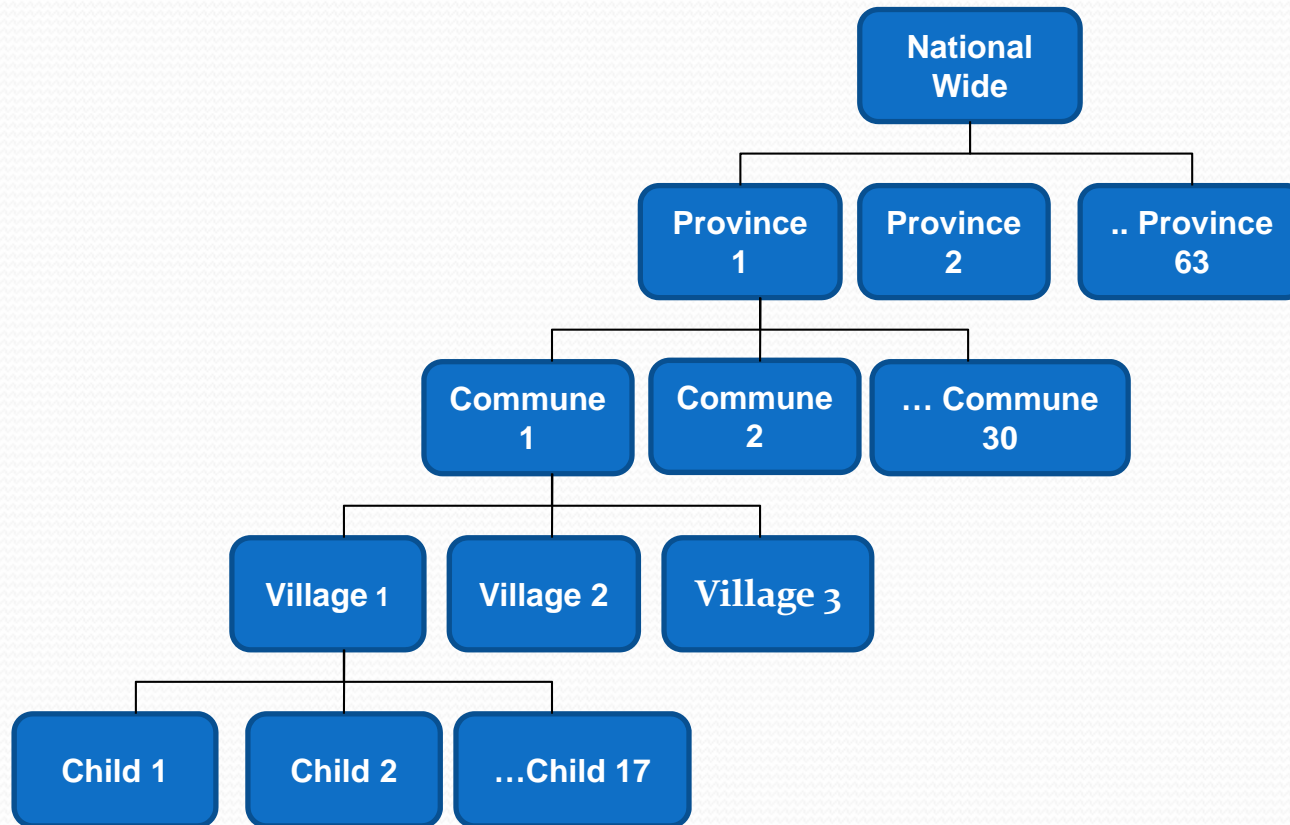 National
Wide
Province
1
Province
2
.. Province
63
Commune
1
Commune
2
… Commune
30
Village 1
Village 2
Village 3
Child 1
Child 2
…Child 17